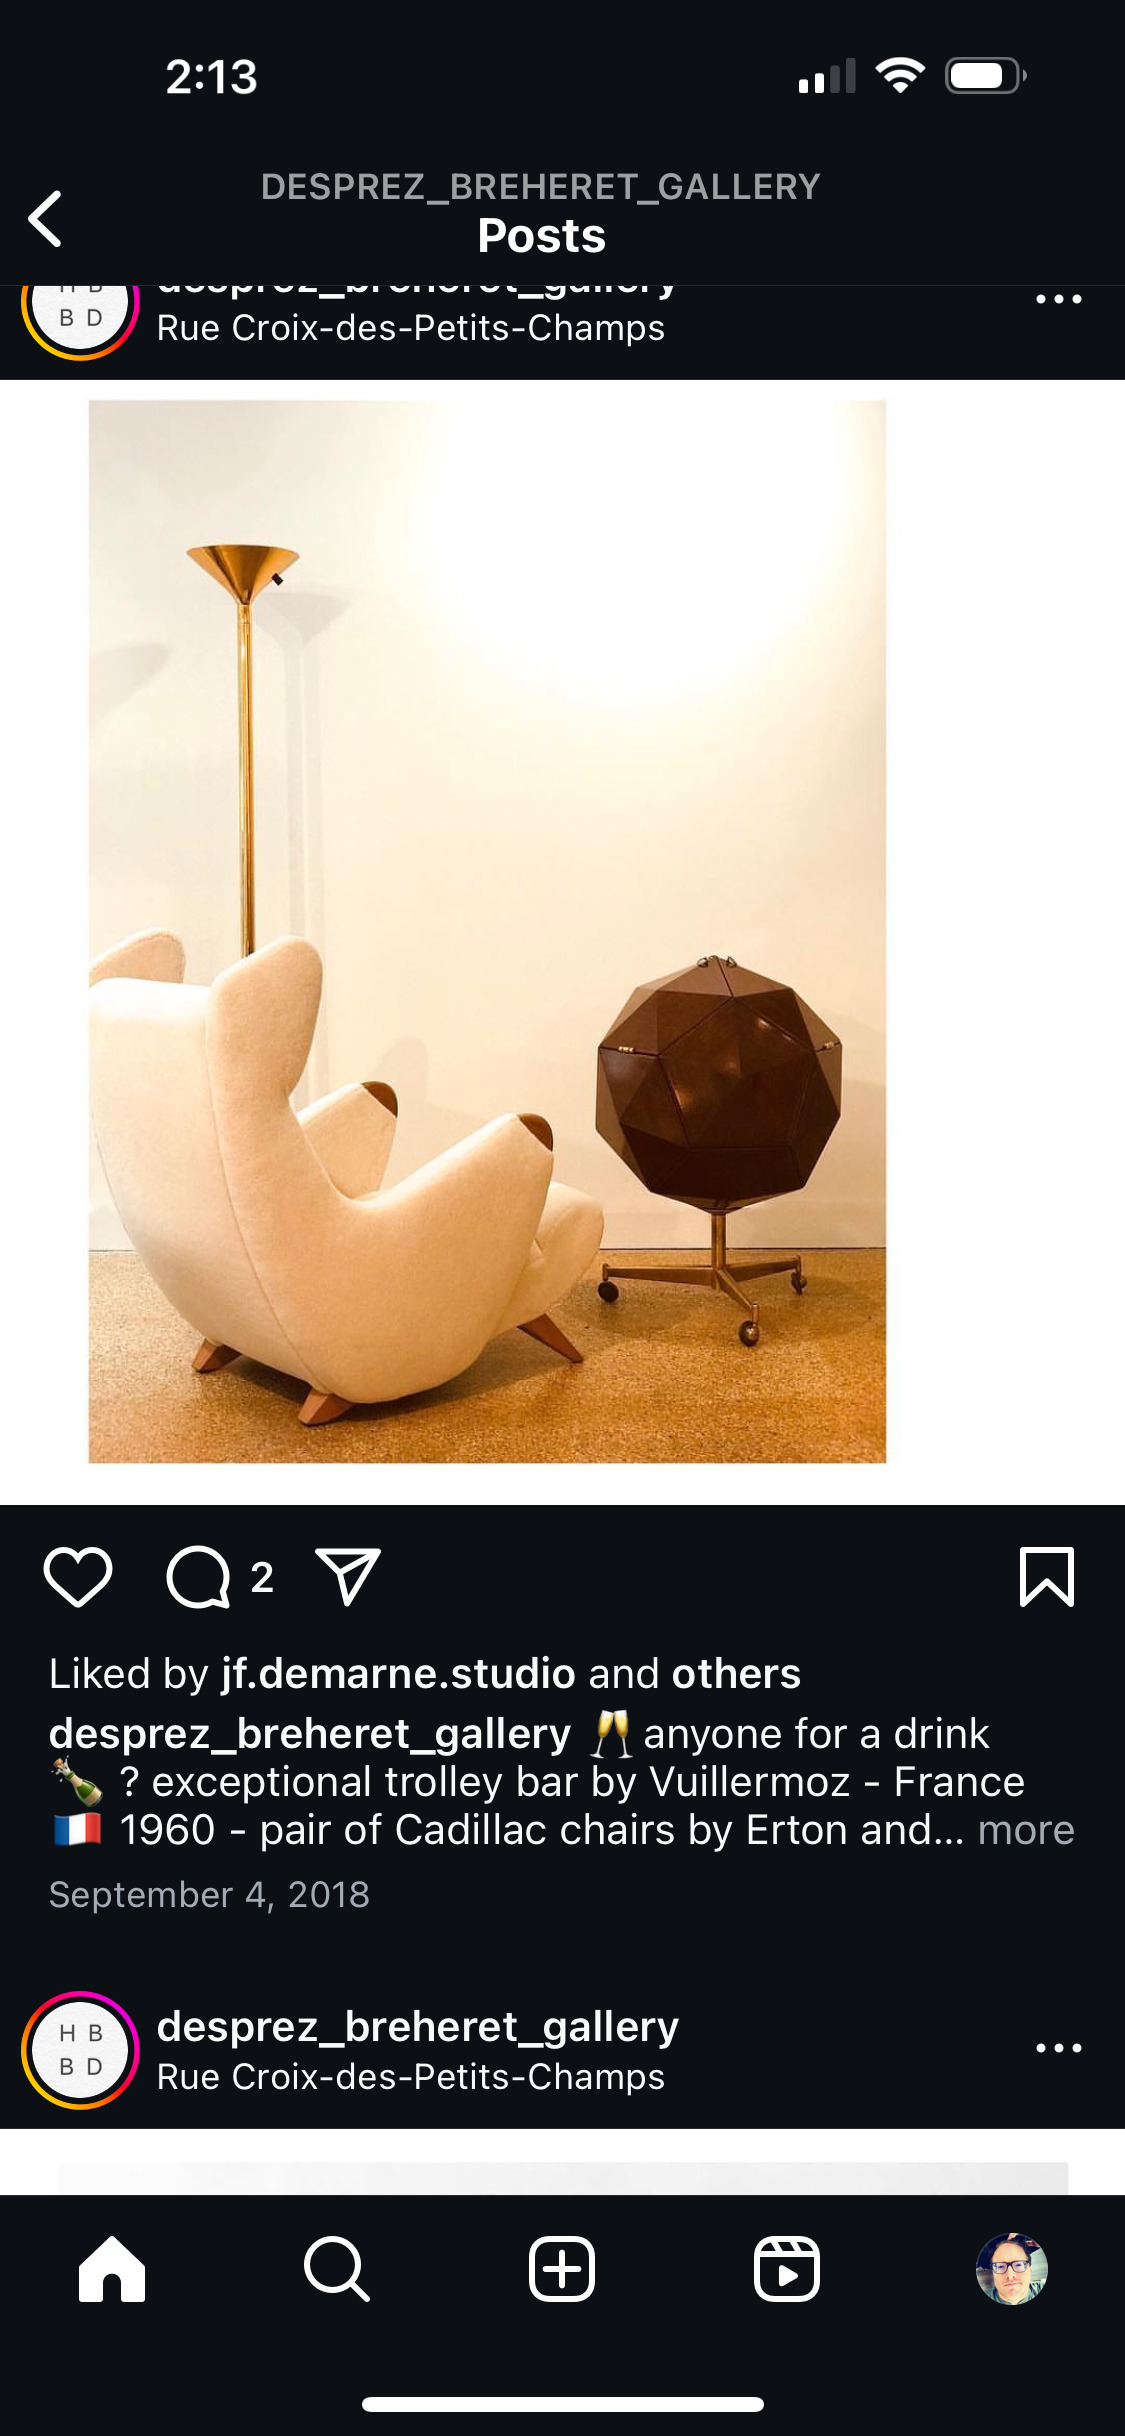 2:13
DESPREZ_BREHERET_GALLERY
Posts
H B
B D
desprez_breheret_gallery
Rue Croix-des-Petits-Champs
2
Liked by jf.demarne.studio and others
desprez_breheret_gallery 🥂 anyone for a drink
🍾 ? exceptional trolley bar by Vuillermoz - France
🇫🇷 1960 - pair of Cadillac chairs by Erton and... more
September 4, 2018
H B
B D
desprez_breheret_gallery
Rue Croix-des-Petits-Champs